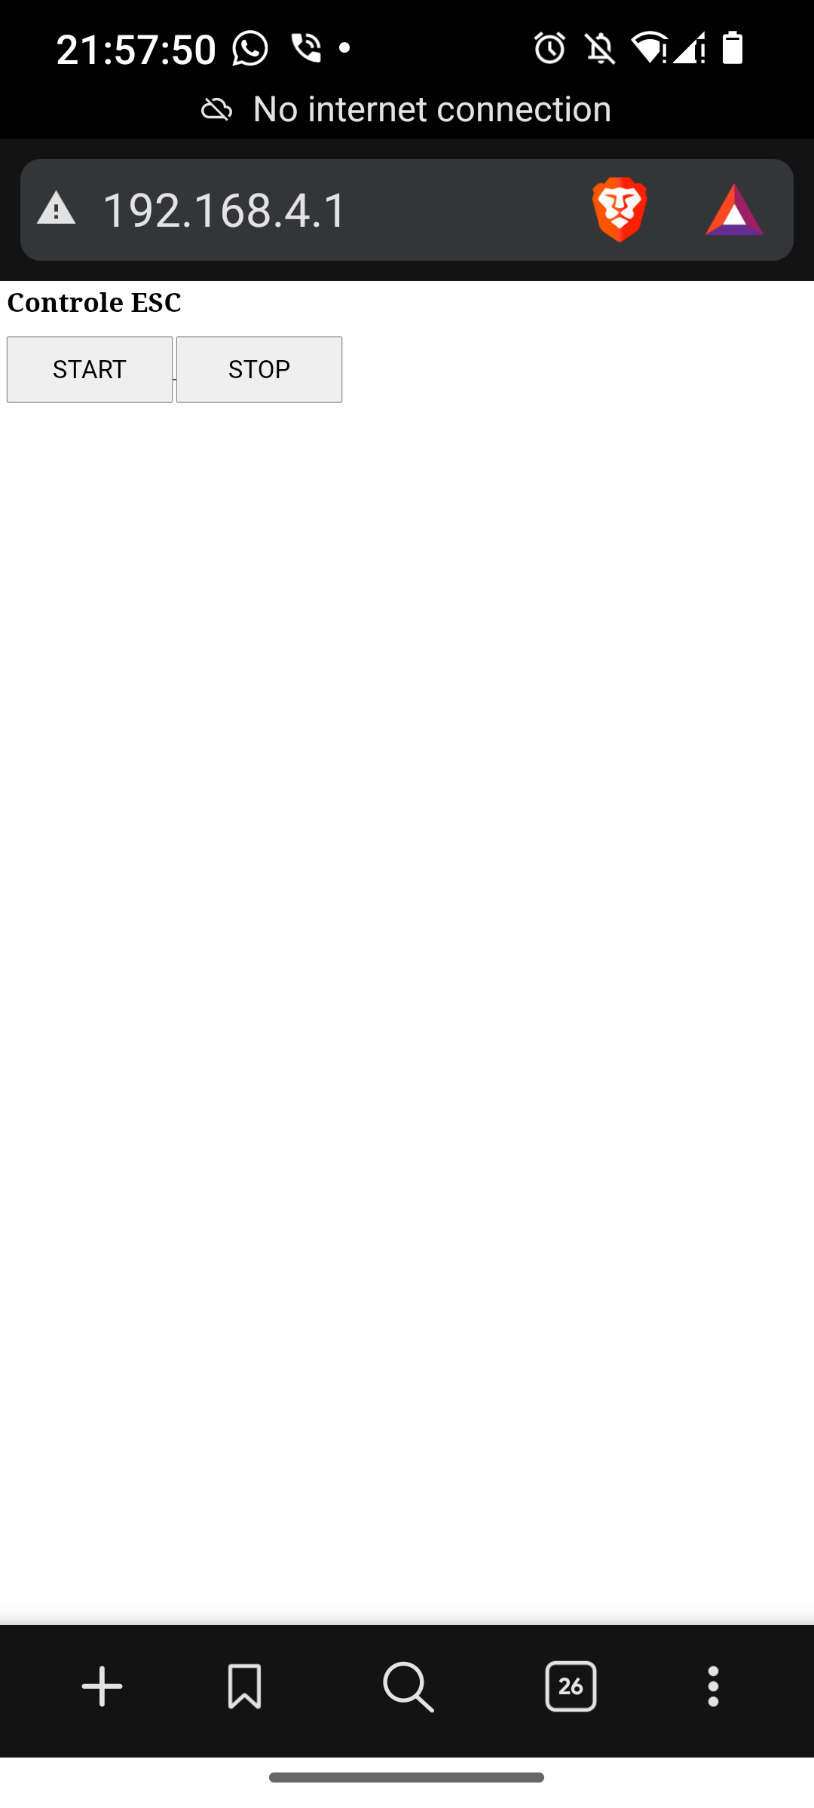 21:57:50
No internet connection
192.168.4.1
Controle ESC
START STOP
26